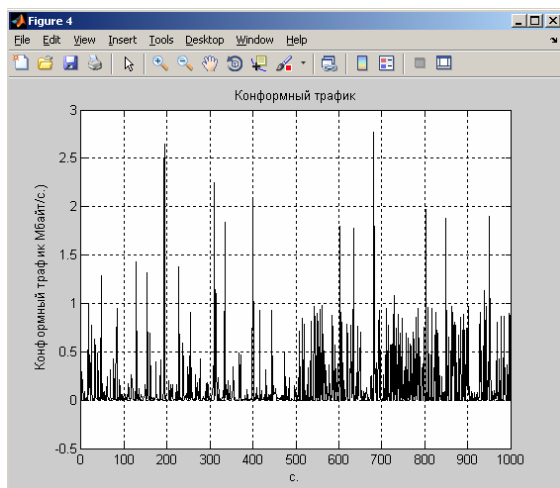 Figure 4
File Edit View Insert Tools Desktop Window Help
Конформный трафик
3
2.5
2
1.5
1
0.5
0
-0.5
Конформный трафик Мбайт/с.)
0 100 200 300 400 500 600 700 800 900 1000
с.